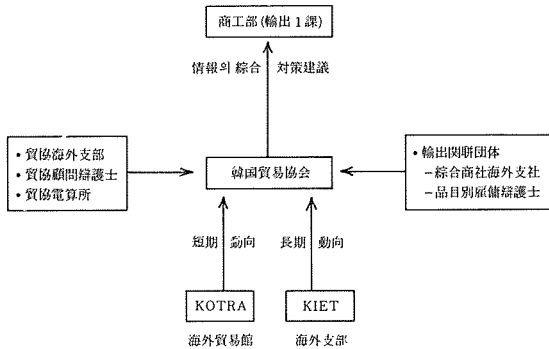 商工部(輸出1課)
情報의 綜合 対策建議
• 貿協海外支部
• 貿協顧問辯護士
• 貿協電算所
韓国貿易協会
• 輸出関聯団体
－綜合商社海外支社
－品目別雇傭辯護士
短期 動向
長期 動向
KOTRA
KIET
海外貿易館
海外支部